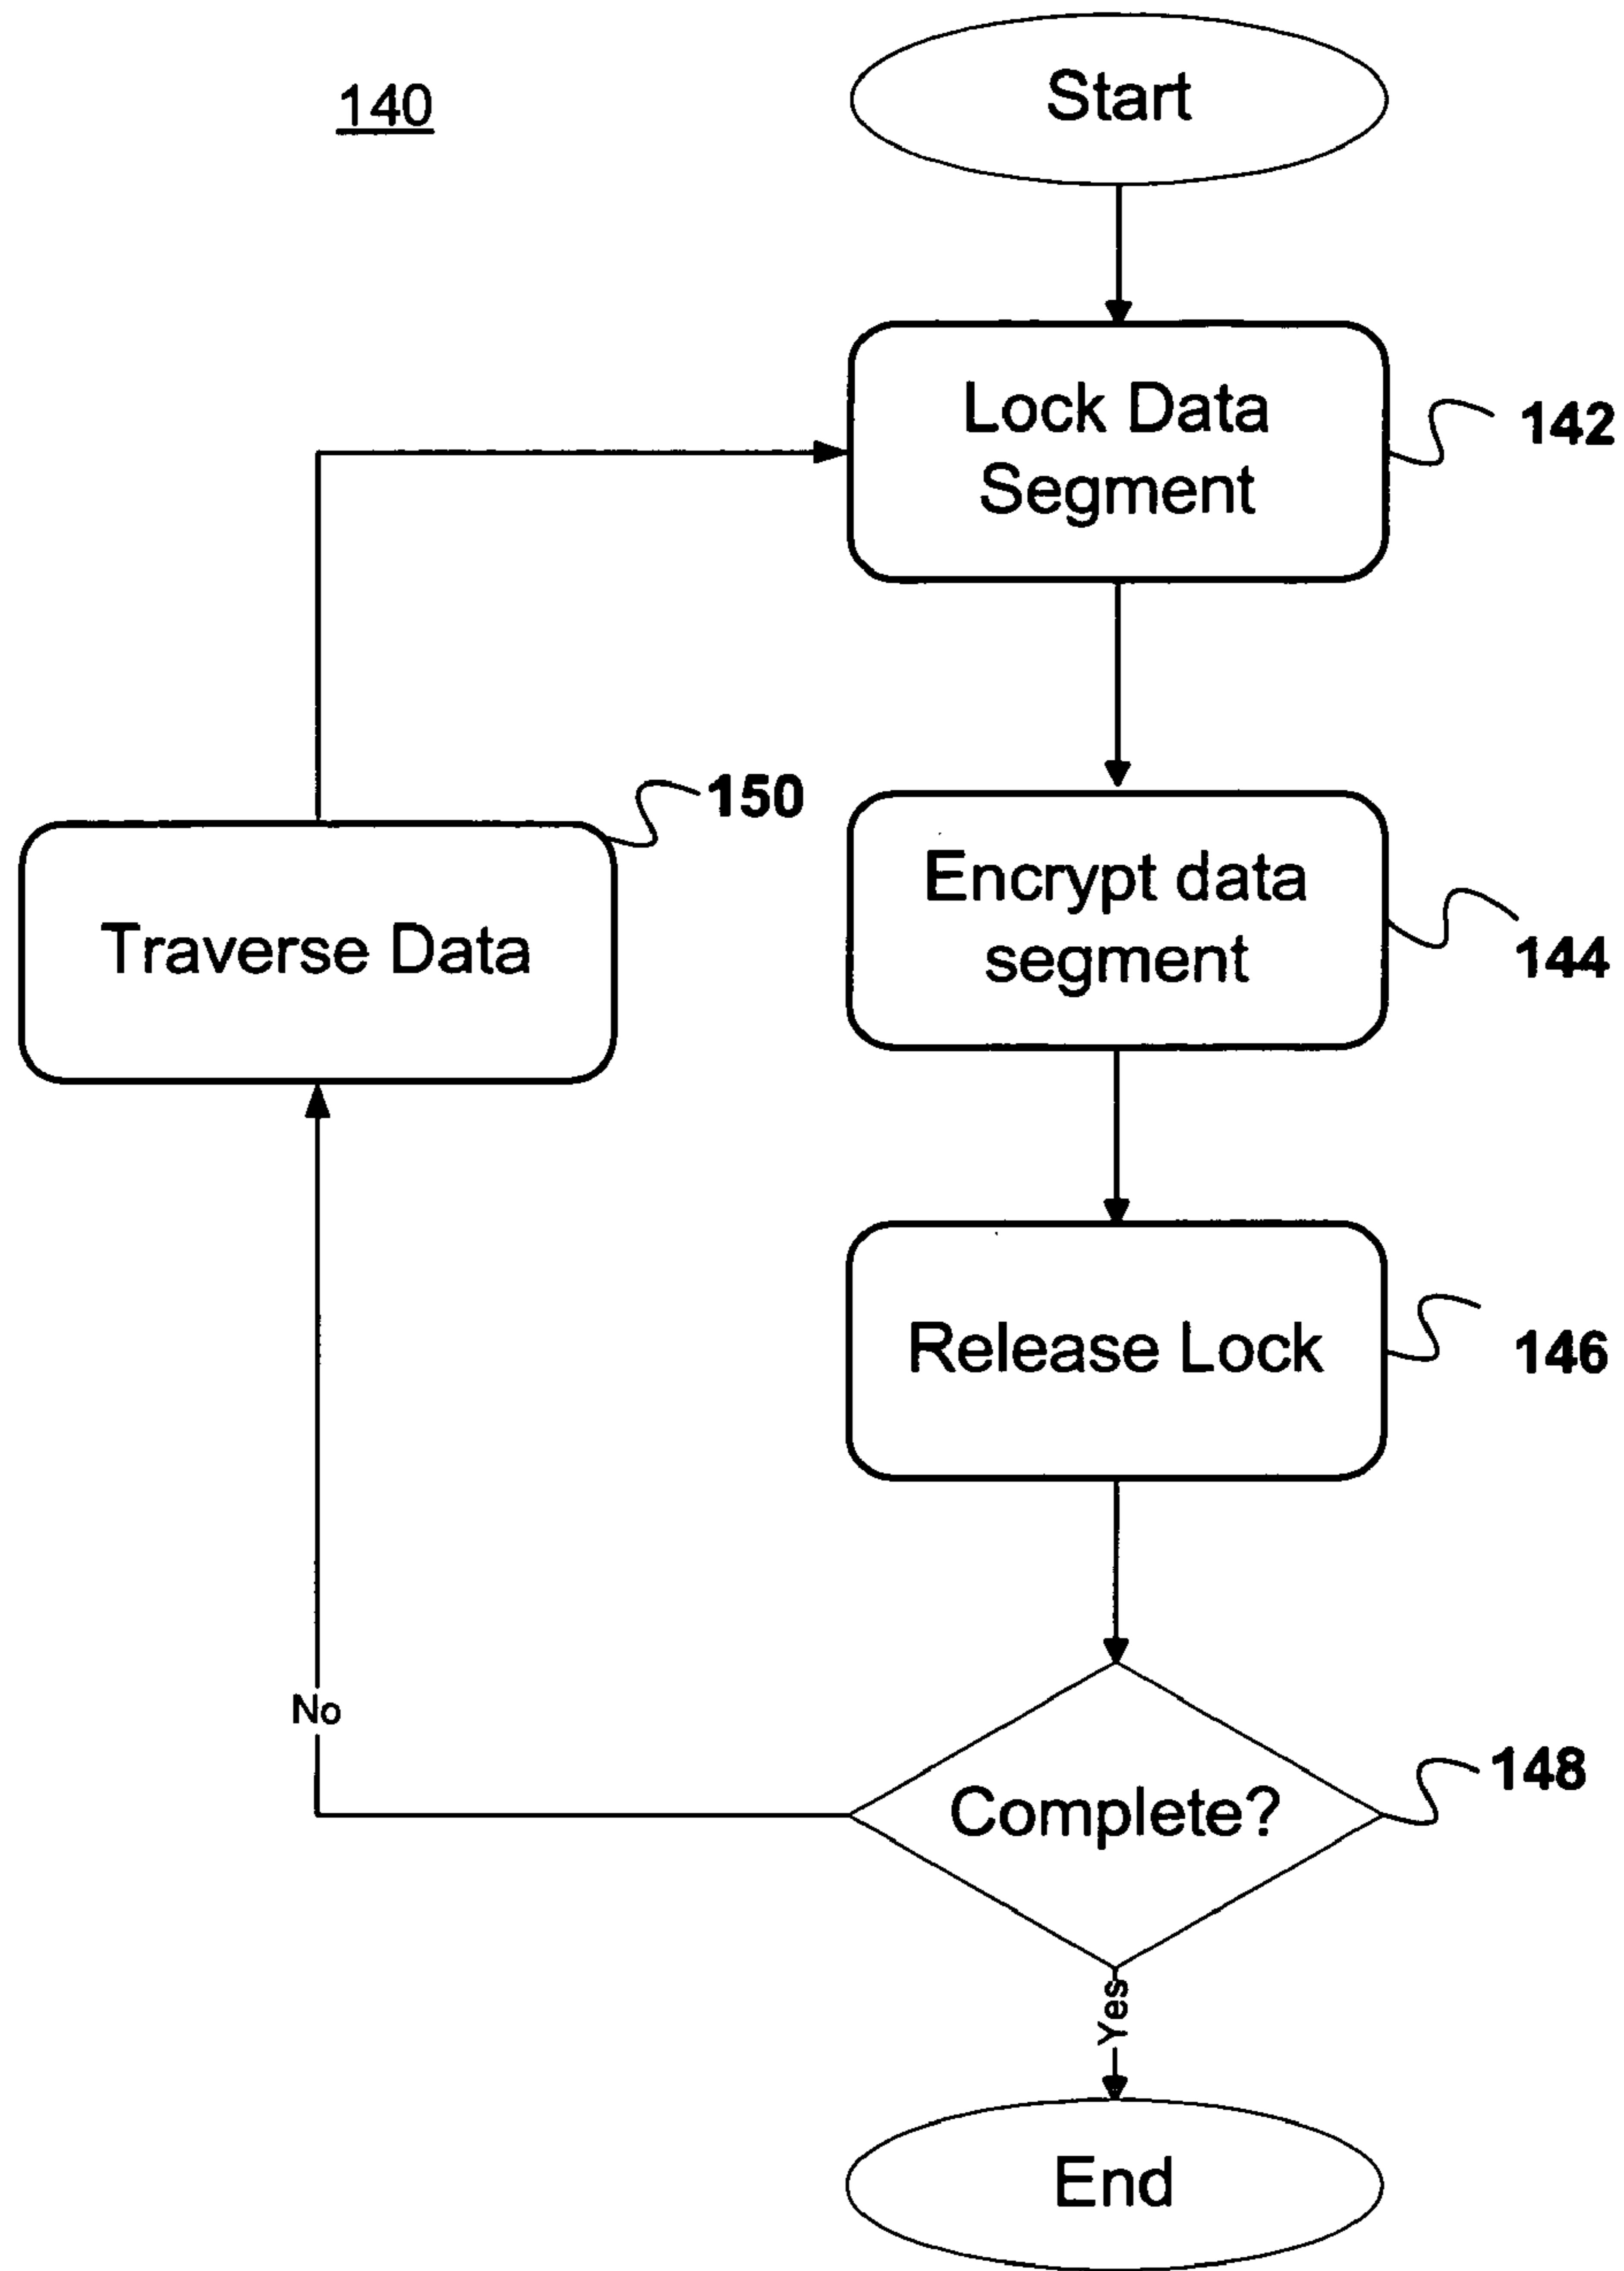 140
Start
Lock Data
Segment
142
150
Traverse Data
Encrypt data
segment
144
Release Lock
146
No
Complete?
148
Yes
End